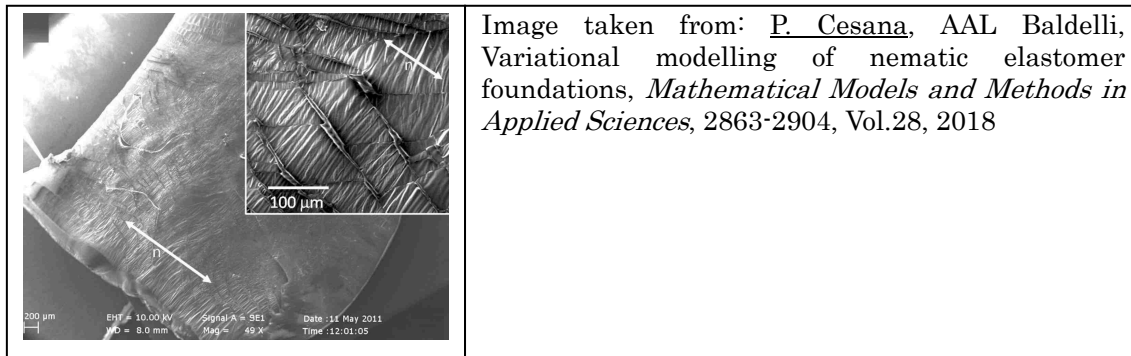 n
100 μm
n
200 μm
EHT = 10.00 kV Signal A = SE1 Date :11 May 2011
WD = 8.0 mm Mag = 49 X Time :12:01:05
Image taken from: P. Cesana, AAL Baldelli,
Variational modelling of nematic elastomer
foundations, Mathematical Models and Methods in
Applied Sciences, 2863-2904, Vol.28, 2018